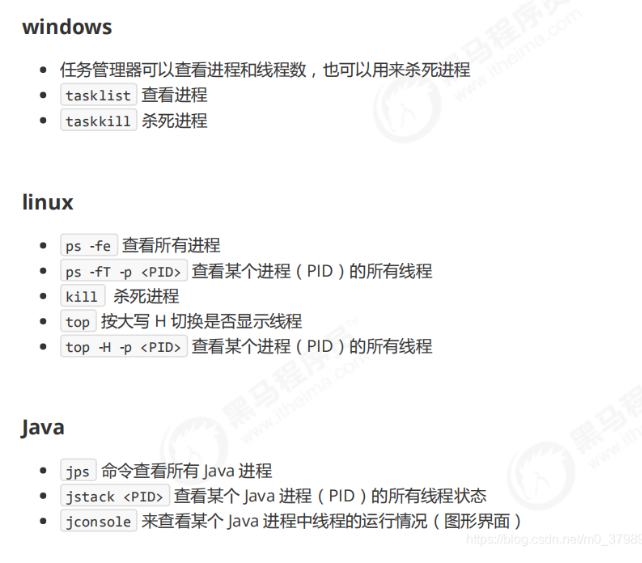 windows
任务管理器可以查看进程和线程数，也可以用来杀死进程
tasklist 查看进程
taskkill 杀死进程
linux
ps -fe 查看所有进程
ps -fT -p <PID> 查看某个进程（PID）的所有线程
kill 杀死进程
top 按大写 H 切换是否显示线程
top -H -p <PID> 查看某个进程（PID）的所有线程
Java
jps 命令查看所有 Java 进程
jstack <PID> 查看某个 Java 进程（PID）的所有线程状态
jconsole 来查看某个 Java 进程中线程的运行情况（图形界面）
黑马程序员
www.itheima.com